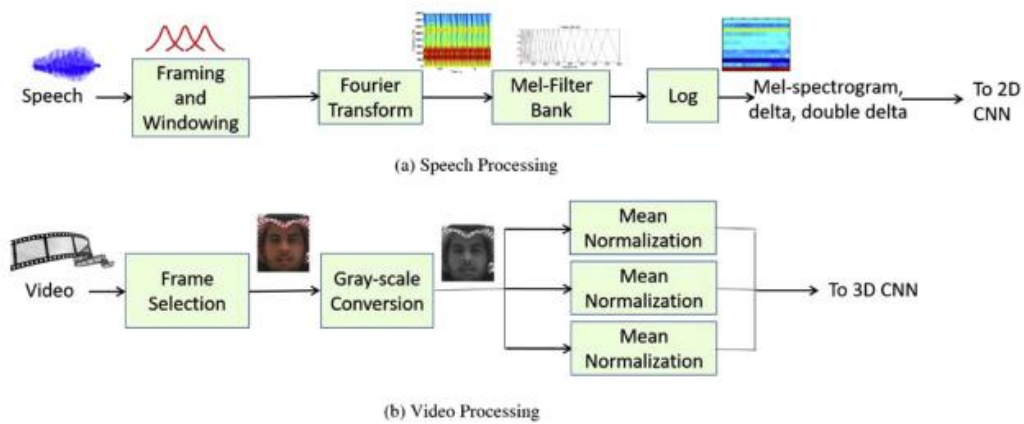 Speech
Framing
and
Windowing
Fourier
Transform
Mel-Filter
Bank
Log
Mel-spectrogram,
delta, double delta
To 2D
CNN
(a) Speech Processing
Video
Frame
Selection
Gray-scale
Conversion
Mean
Normalization
Mean
Normalization
Mean
Normalization
To 3D CNN
(b) Video Processing